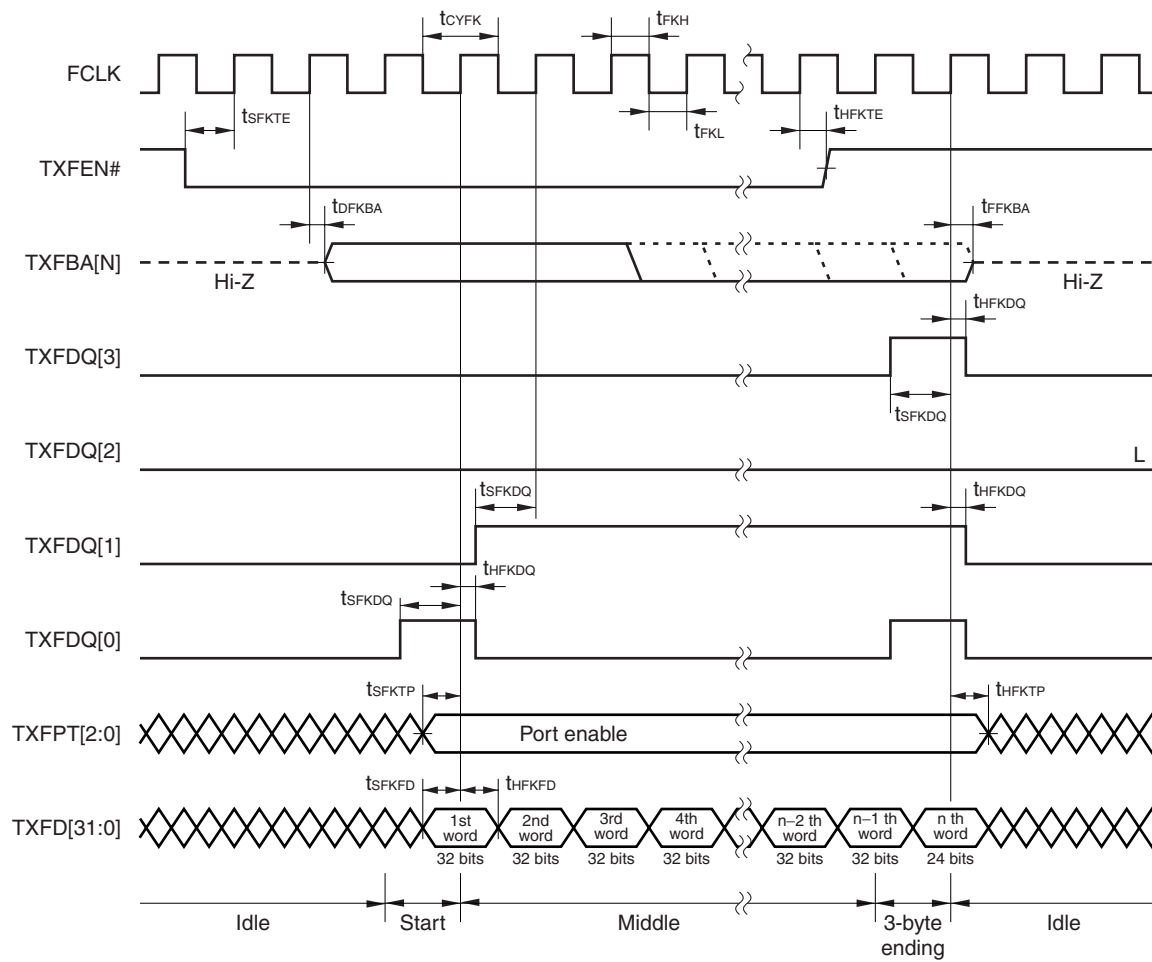 tCYFK
tFKH
FCLK
tSFKTE
tFKL
tHFKTE
TXFEN#
tDFKBA
tFFKBA
TXFBA[N]
Hi-Z
Hi-Z
tHFKDQ
TXFDQ[3]
tSFKDQ
TXFDQ[2]
L
tSFKDQ
tHFKDQ
TXFDQ[1]
tHFKDQ
tSFKDQ
TXFDQ[0]
tSFKTP
tHFKTP
TXFPT[2:0]
Port enable
tSFKFD
tHFKFD
TXFD[31:0]
1st word
2nd word
3rd word
4th word
n–2 th word
n–1 th word
n th word
32 bits
32 bits
32 bits
32 bits
32 bits
32 bits
24 bits
Idle
Start
Middle
3-byte
ending
Idle